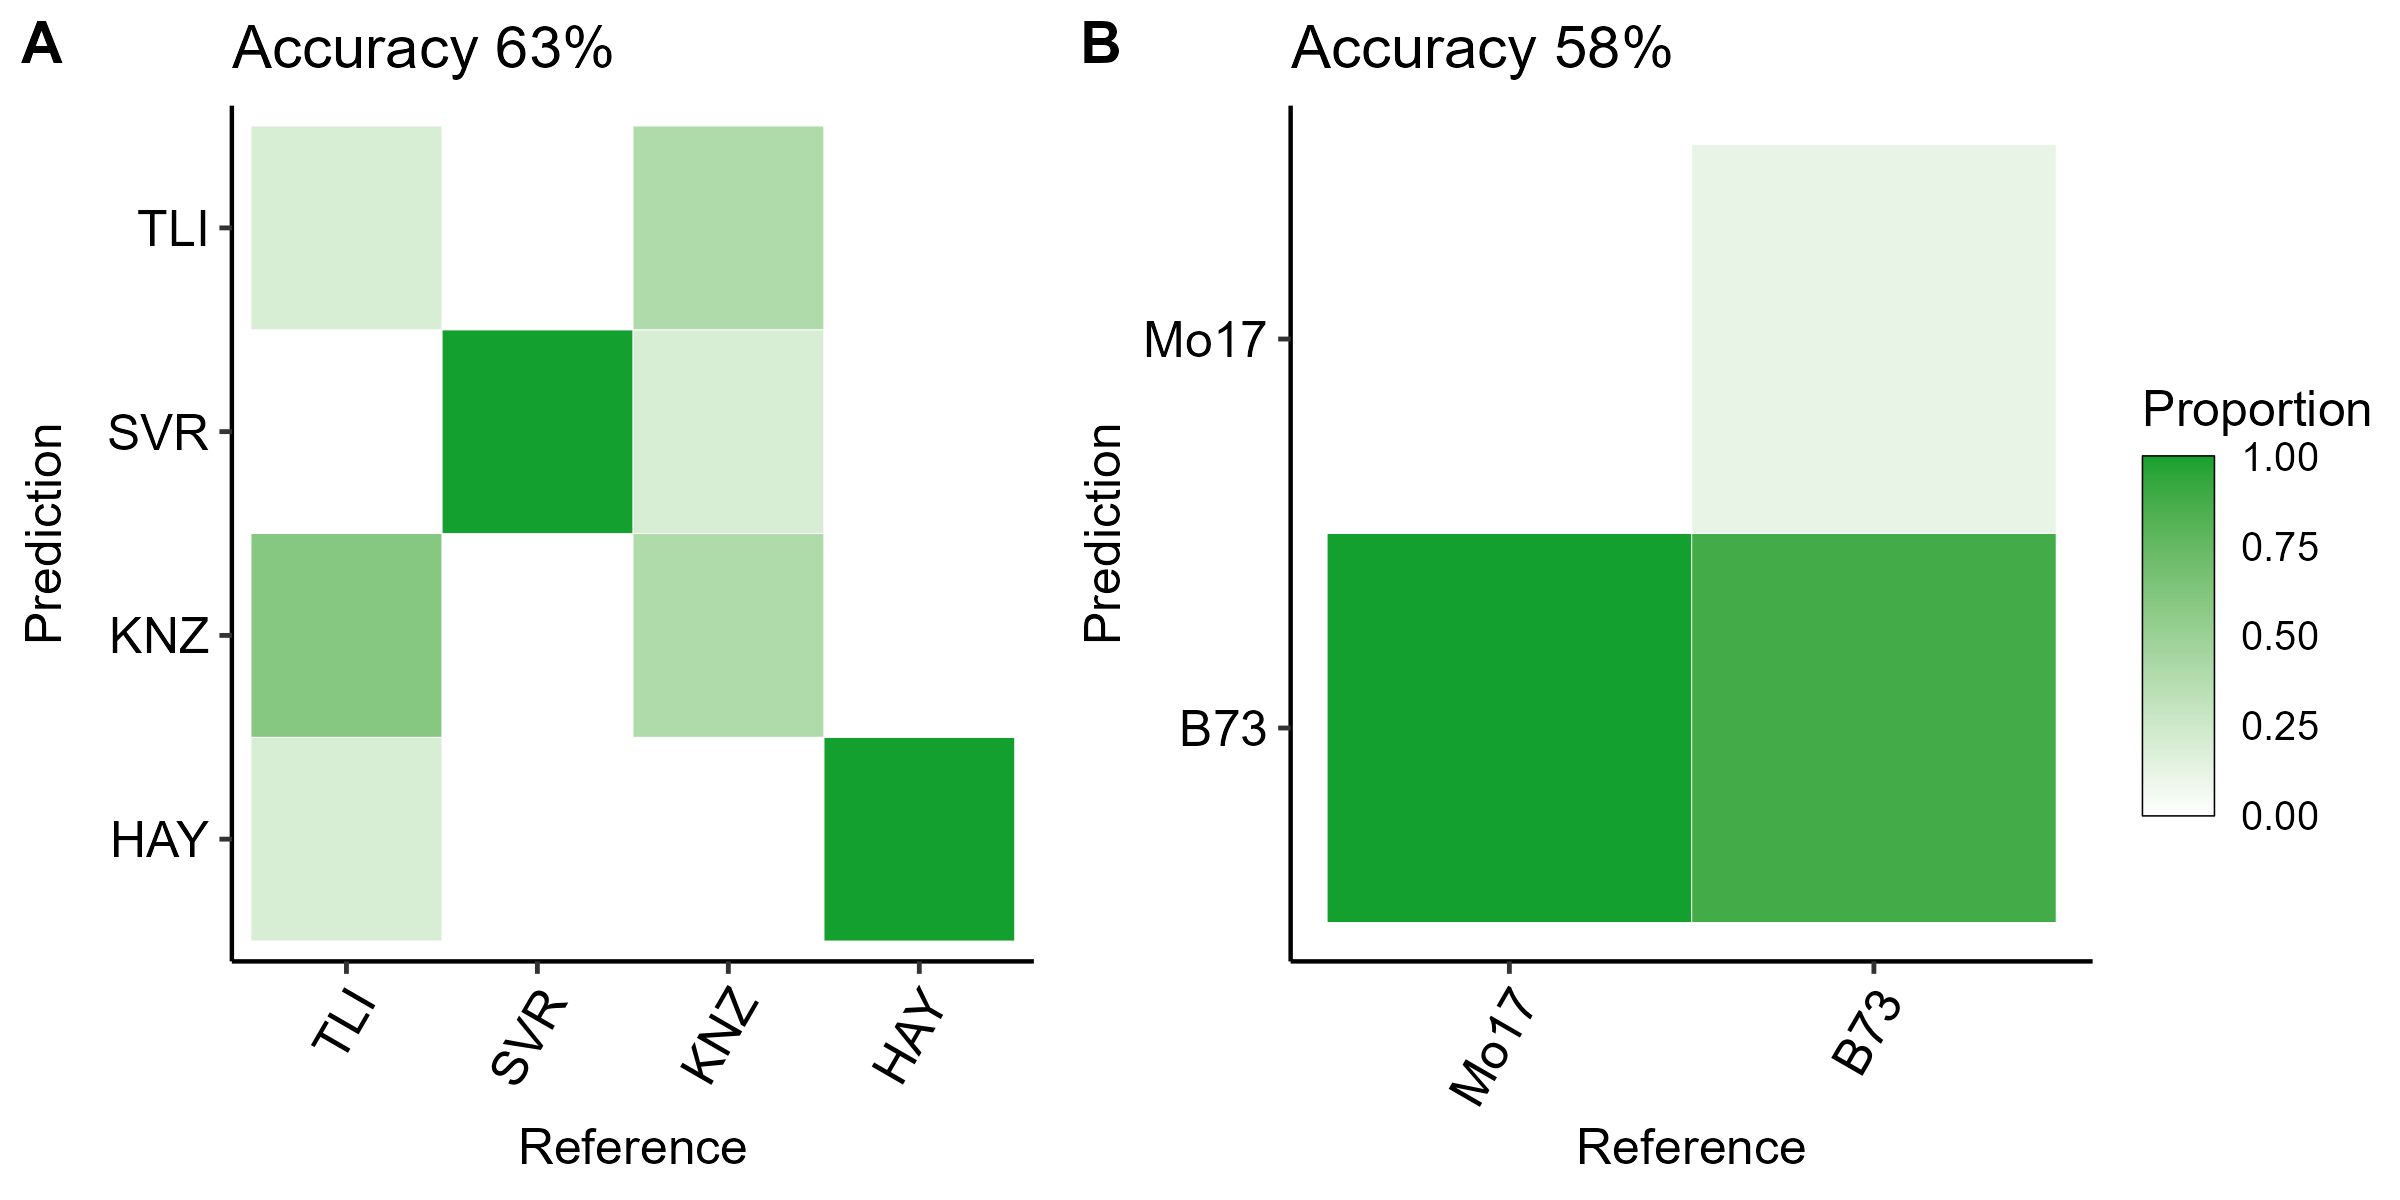 A
Accuracy 63%
Prediction
TLI
SVR
KNZ
HAY
TLI
SVR
KNZ
HAY
Reference
B
Accuracy 58%
Prediction
Mo17
B73
Mo17
B73
Reference
Proportion
1.00
0.75
0.50
0.25
0.00